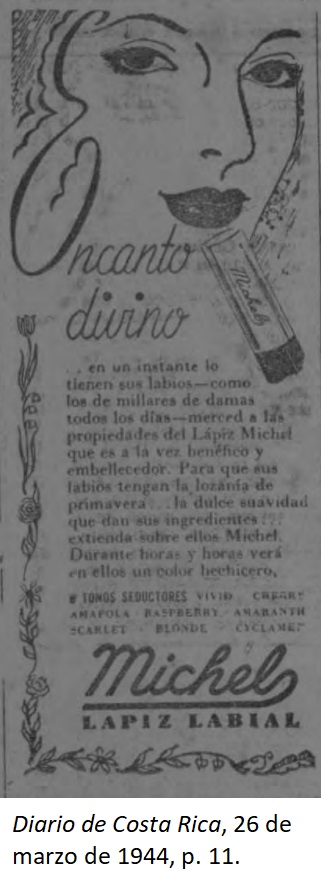 Encanto
divino
Michel
...en un instante lo
tienen sus labios—como
los de millares de damas
todos los días—merced a las
propiedades del Lápiz Michel
que es a la vez benéfico y
embellecedor. Para que sus
labios tengan la lozanía de
primavera...la dulce suavidad
que dan sus ingredientes...
extienda sobre ellos Michel.
Durante horas y horas verá
en ellos un color hechicero.
8 TONOS SEDUCTORES VIVID · CHERRY
AMAPOLA · RASPBERRY · AMARANTH
SCARLET · BLONDE · CYCLAMEN
Michel
LAPIZ LABIAL
Diario de Costa Rica, 26 de
marzo de 1944, p. 11.